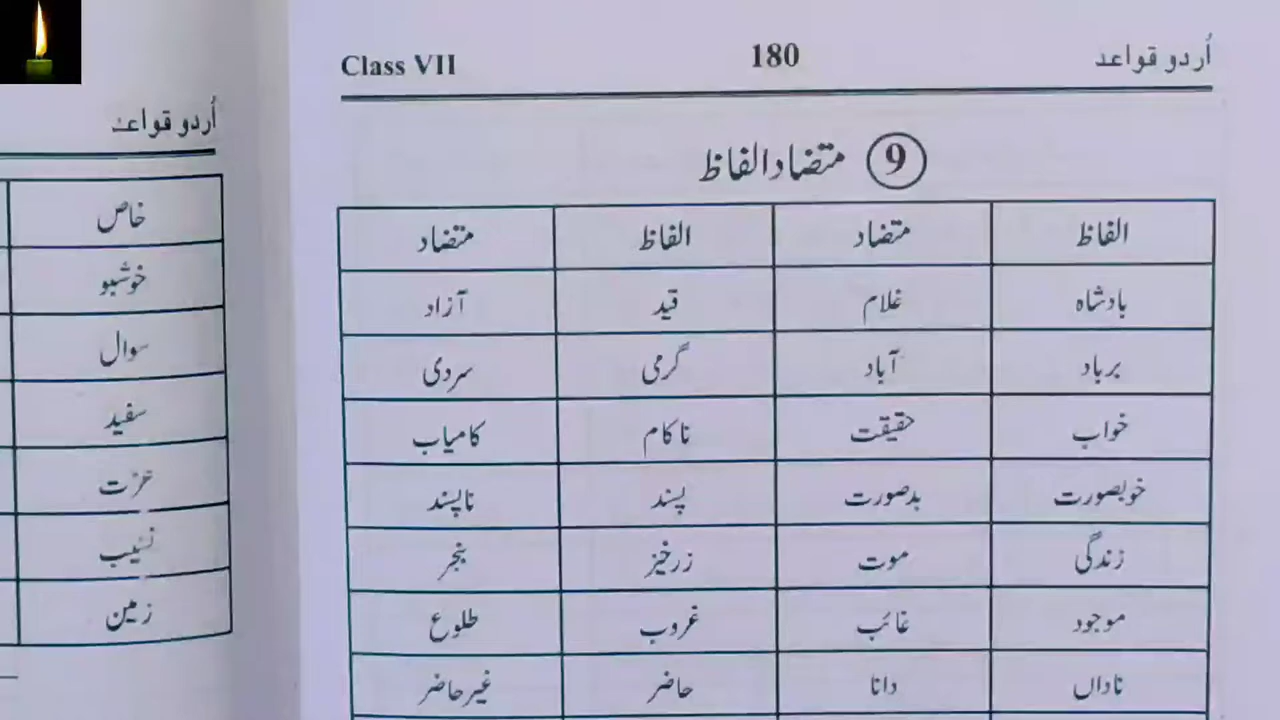 Class VII 180 اُردو قواعد
9 متضاد الفاظ
الفاظ متضاد الفاظ متضاد
بادشاہ غلام قید آزاد
برباد آباد گرمی سردی
خواب حقیقت ناکام کامیاب
خوبصورت بدصورت پسند ناپسند
زندگی موت زرخیز بنجر
موجود غائب غروب طلوع
ناداں دانا حاضر غیرحاضر
اُردو قواعد
خاص
خوشبو
سوال
سفید
عزت
نشیب
زمین